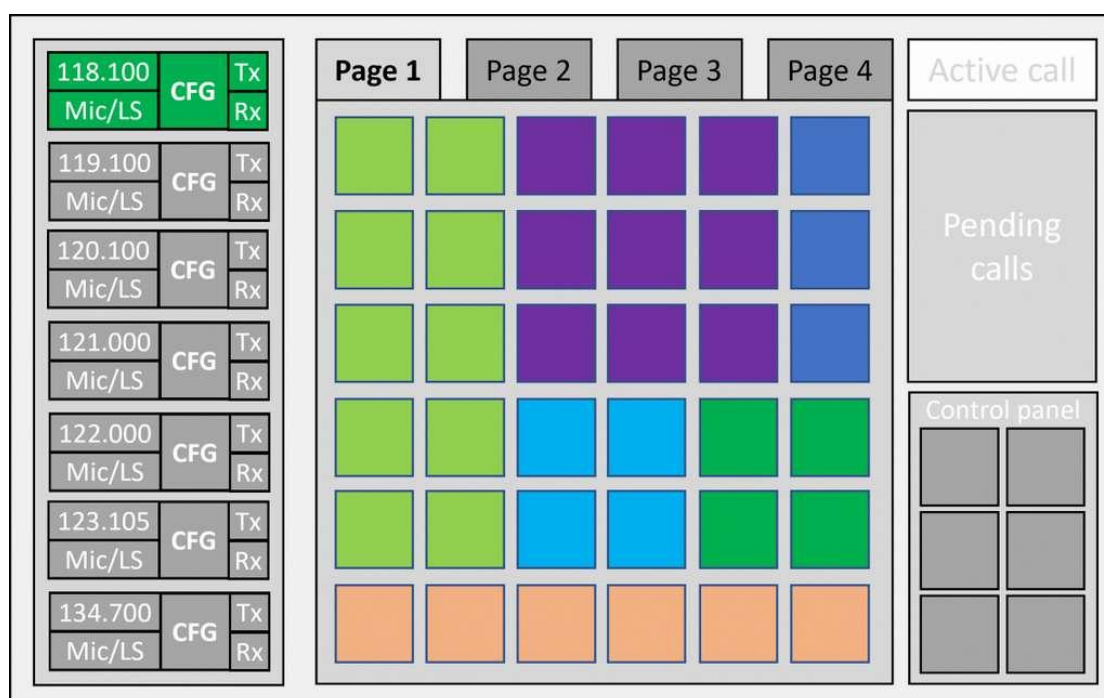 118.100
CFG
Tx
Mic/LS
Rx
119.100
CFG
Tx
Mic/LS
Rx
120.100
CFG
Tx
Mic/LS
Rx
121.000
CFG
Tx
Mic/LS
Rx
122.000
CFG
Tx
Mic/LS
Rx
123.105
CFG
Tx
Mic/LS
Rx
134.700
CFG
Tx
Mic/LS
Rx
Page 1
Page 2
Page 3
Page 4
Active call
Pending
calls
Control panel